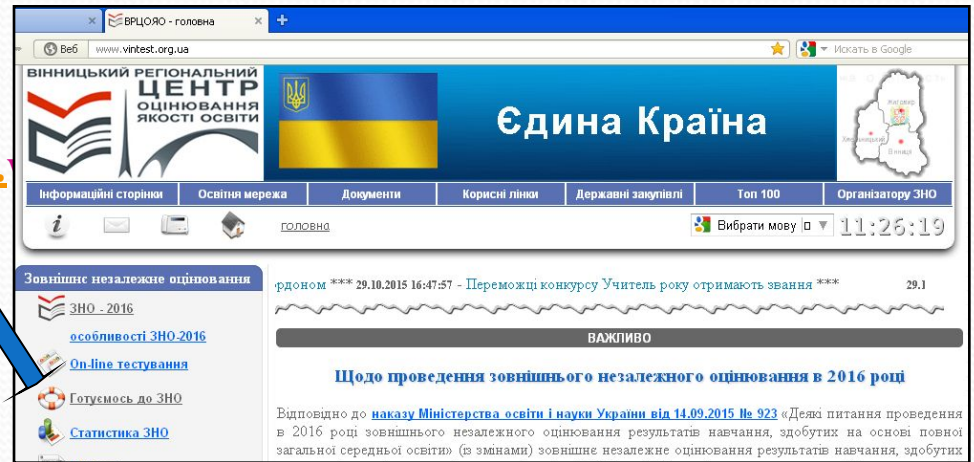 ВРЦОЯО - головна
Веб www.vintest.org.ua Искать в Google
ВІННИЦЬКИЙ РЕГІОНАЛЬНИЙ
ЦЕНТР
ОЦІНЮВАННЯ
ЯКОСТІ ОСВІТИ
Єдина Країна
Інформаційні сторінки Освітня мережа Документи Корисні лінки Державні закупівлі Топ 100 Організатору ЗНО
головна Вибрати мову 11:26:19
Зовнішнє незалежне оцінювання
рдоном *** 29.10.2015 16:47:57 - Переможці конкурсу Учитель року отримають звання *** 29.1
ЗНО - 2016
особливості ЗНО-2016
On-line тестування
Готуємось до ЗНО
Статистика ЗНО
ВАЖЛИВО
Щодо проведення зовнішнього незалежного оцінювання в 2016 році
Відповідно до наказу Міністерства освіти і науки України від 14.09.2015 № 923 «Деякі питання проведення
в 2016 році зовнішнього незалежного оцінювання результатів навчання, здобутих на основі повної
загальної середньої освіти» (із змінами) зовнішнє незалежне оцінювання результатів навчання, здобутих